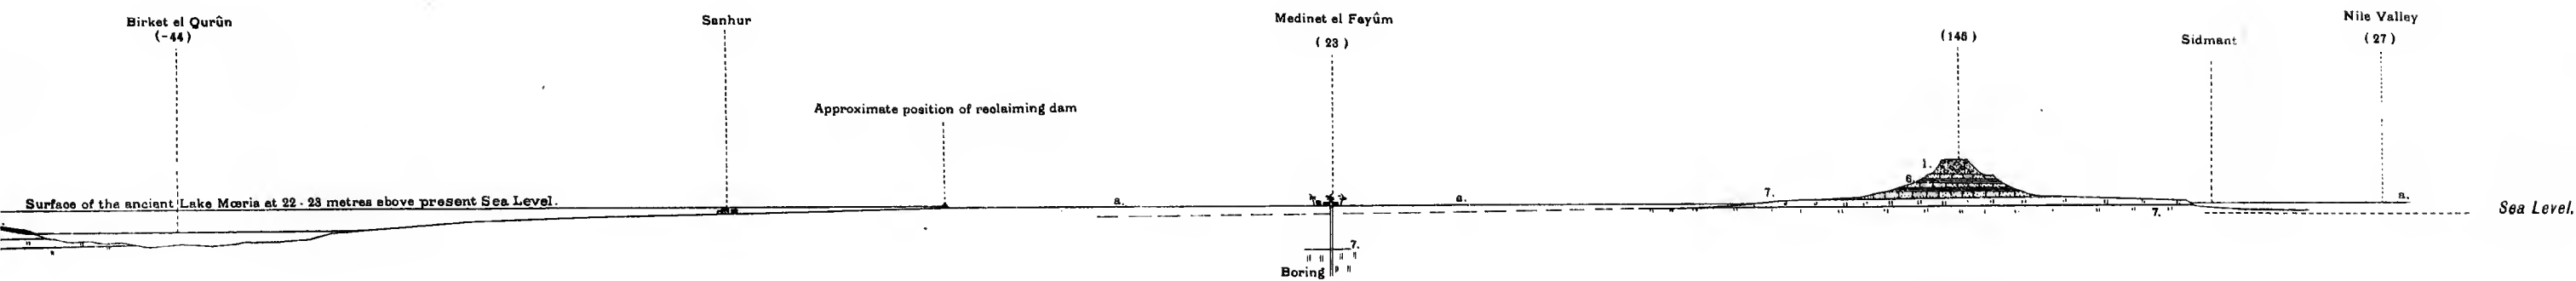 Birket el Qurûn
(-44)
Sanhur
Approximate position of reclaiming dam
Medinet el Fayûm
(23)
(145)
Sidmant
Nile Valley
(27)
Surface of the ancient Lake Mœris at 22 - 23 metres above present Sea Level.
a.
a.
7.
1.
6.
7.
a.
Sea Level.
7.
Boring